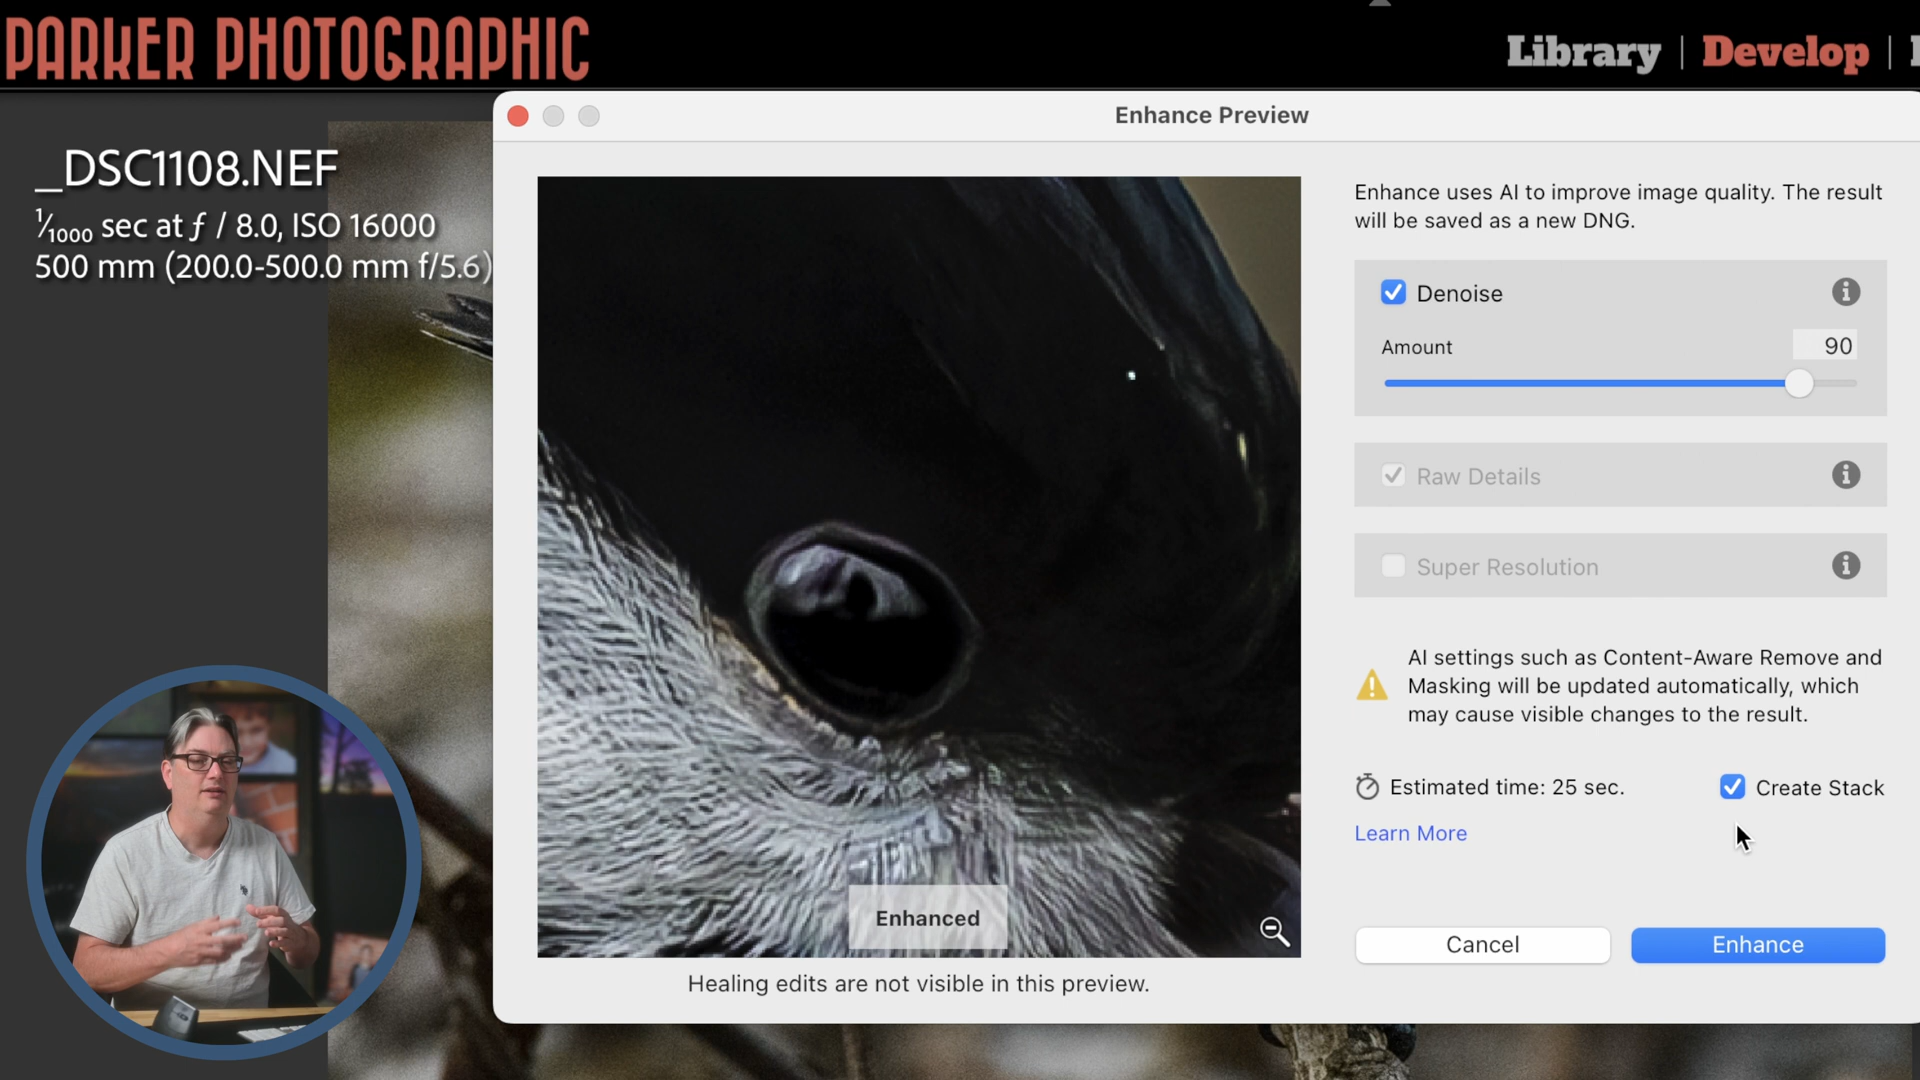 PARKER PHOTOGRAPHIC
Library | Develop |
_DSC1108.NEF
1/1000 sec at ƒ / 8.0, ISO 16000
500 mm (200.0-500.0 mm f/5.6)
Enhance Preview
Enhanced
Healing edits are not visible in this preview.
Enhance uses AI to improve image quality. The result
will be saved as a new DNG.
Denoise
Amount 90
Raw Details
Super Resolution
AI settings such as Content-Aware Remove and
Masking will be updated automatically, which
may cause visible changes to the result.
Estimated time: 25 sec.
Create Stack
Learn More
Cancel
Enhance